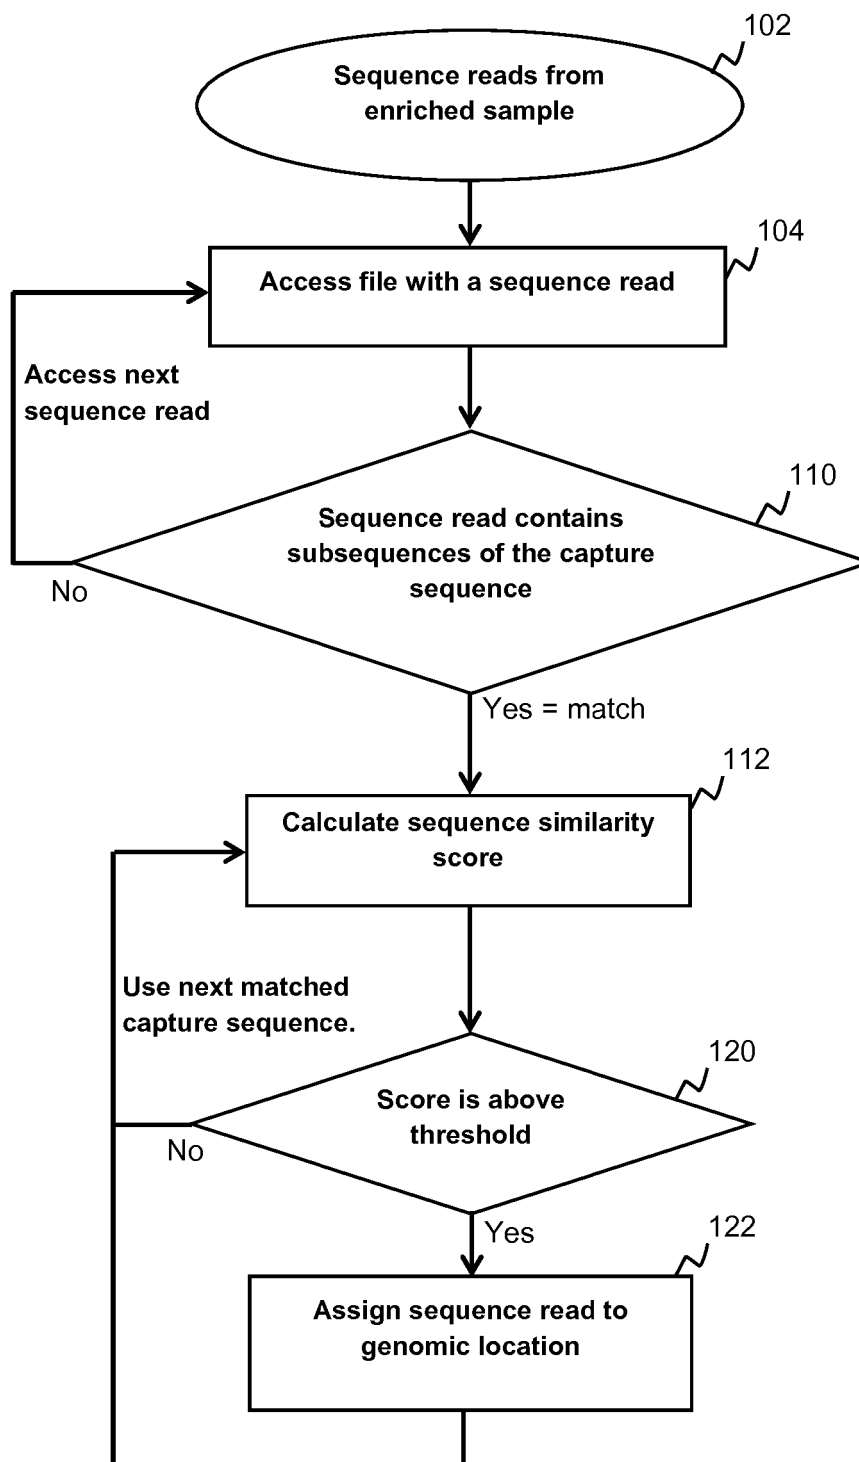 102
Sequence reads from
enriched sample
104
Access file with a sequence read
Access next
sequence read
110
Sequence read contains
subsequences of the capture
sequence
No
Yes = match
112
Calculate sequence similarity
score
Use next matched
capture sequence.
120
Score is above
threshold
No
Yes
122
Assign sequence read to
genomic location